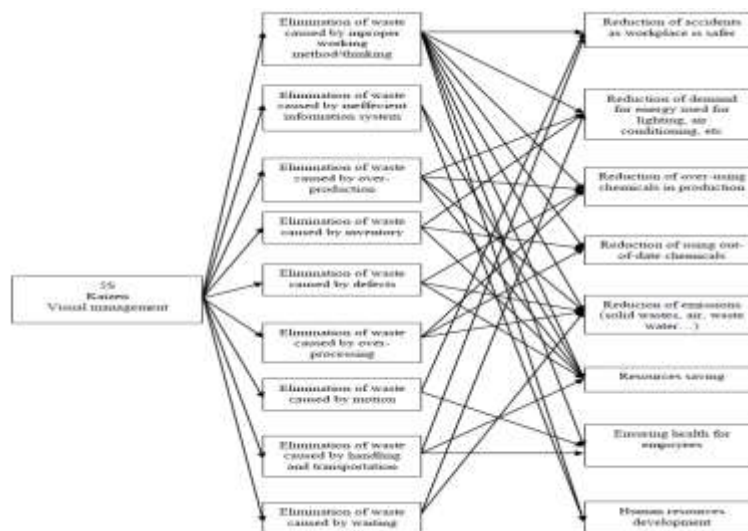 5S
Kaizen
Visual management
Elimination of waste
caused by inproper
working
method/thinking
Elimination of waste
caused by ineffecient
information system
Elimination of waste
caused by over-
production
Elimination of waste
caused by inventory
Elimination of waste
caused by defects
Elimination of waste
caused by over-
processing
Elimination of waste
caused by motion
Elimination of waste
caused by handling
and transportation
Elimination of waste
caused by waiting
Reduction of accidents
as workplace is safer
Reduction of demand
for energy used for
lighting, air
conditioning, etc
Reduction of over-using
chemicals in production
Reduction of using out-
of-date chemicals
Reduction of emissions
(solid wastes, air, waste
water...)
Resources saving
Ensuring health for
empoyees
Human resources
development